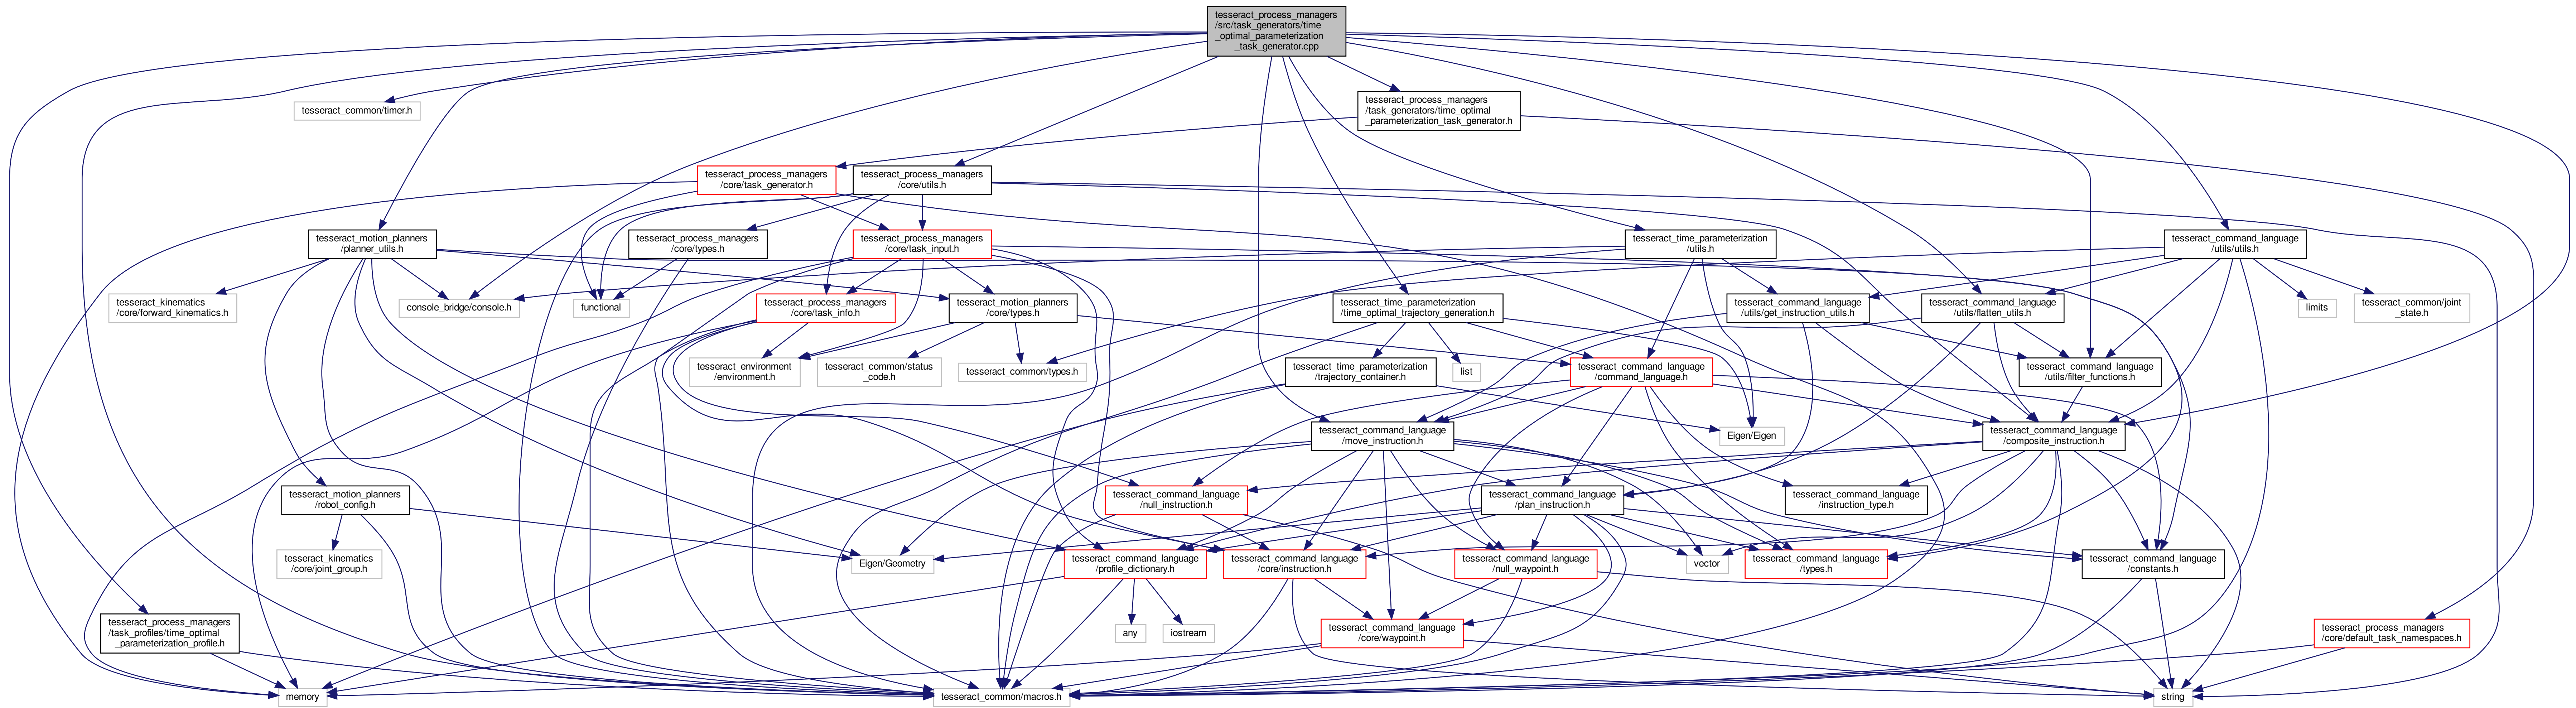 tesseract_process_managers
/src/task_generators/time
_optimal_parameterization
_task_generator.cpp
tesseract_common/timer.h
tesseract_process_managers
/task_generators/time_optimal
_parameterization_task_generator.h
tesseract_process_managers
/core/task_generator.h
tesseract_process_managers
/core/utils.h
tesseract_motion_planners
/planner_utils.h
tesseract_process_managers
/core/types.h
tesseract_process_managers
/core/task_input.h
tesseract_time_parameterization
/utils.h
tesseract_command_language
/utils/utils.h
tesseract_kinematics
/core/forward_kinematics.h
console_bridge/console.h
functional
tesseract_process_managers
/core/task_info.h
tesseract_motion_planners
/core/types.h
tesseract_time_parameterization
/time_optimal_trajectory_generation.h
tesseract_command_language
/utils/get_instruction_utils.h
tesseract_command_language
/utils/flatten_utils.h
limits
tesseract_common/joint
_state.h
tesseract_environment
/environment.h
tesseract_common/status
_code.h
tesseract_common/types.h
tesseract_time_parameterization
/trajectory_container.h
list
tesseract_command_language
/command_language.h
tesseract_command_language
/utils/filter_functions.h
tesseract_command_language
/move_instruction.h
Eigen/Eigen
tesseract_command_language
/composite_instruction.h
tesseract_motion_planners
/robot_config.h
tesseract_command_language
/null_instruction.h
tesseract_command_language
/plan_instruction.h
tesseract_command_language
/instruction_type.h
tesseract_kinematics
/core/joint_group.h
Eigen/Geometry
tesseract_command_language
/profile_dictionary.h
tesseract_command_language
/core/instruction.h
tesseract_command_language
/null_waypoint.h
vector
tesseract_command_language
/types.h
tesseract_command_language
/constants.h
tesseract_process_managers
/task_profiles/time_optimal
_parameterization_profile.h
any
iostream
tesseract_command_language
/core/waypoint.h
tesseract_process_managers
/core/default_task_namespaces.h
memory
tesseract_common/macros.h
string